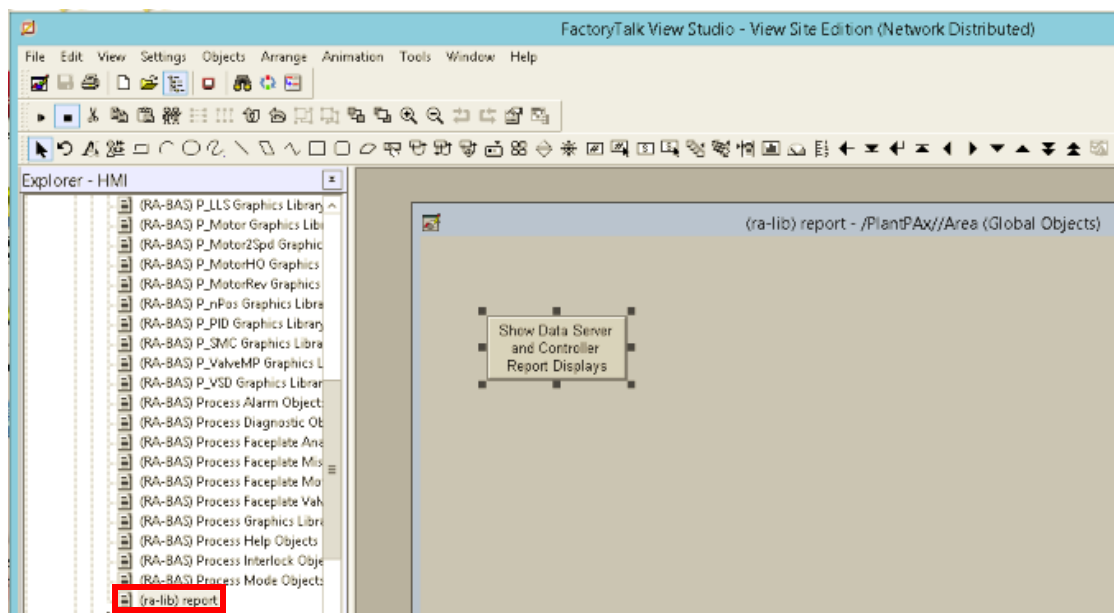 FactoryTalk View Studio - View Site Edition (Network Distributed)
File Edit View Settings Objects Arrange Animation Tools Window Help
Explorer - HMI
(RA-BAS) P_LLS Graphics Library
(RA-BAS) P_Motor Graphics Libr
(RA-BAS) P_Motor2Spd Graphic
(RA-BAS) P_MotorHO Graphics
(RA-BAS) P_MotorRev Graphics
(RA-BAS) P_nPos Graphics Libra
(RA-BAS) P_PID Graphics Library
(RA-BAS) P_SMC Graphics Libra
(RA-BAS) P_ValveMP Graphics L
(RA-BAS) P_VSD Graphics Librar
(RA-BAS) Process Alarm Object
(RA-BAS) Process Diagnostic Ob
(RA-BAS) Process Faceplate Ana
(RA-BAS) Process Faceplate Mis
(RA-BAS) Process Faceplate Mo
(RA-BAS) Process Faceplate Valv
(RA-BAS) Process Graphics Libra
(RA-BAS) Process Help Objects
(RA-BAS) Process Interlock Obje
(RA-BAS) Process Mode Objects
(ra-lib) report
(ra-lib) report - /PlantPAx//Area (Global Objects)
Show Data Server
and Controller
Report Displays